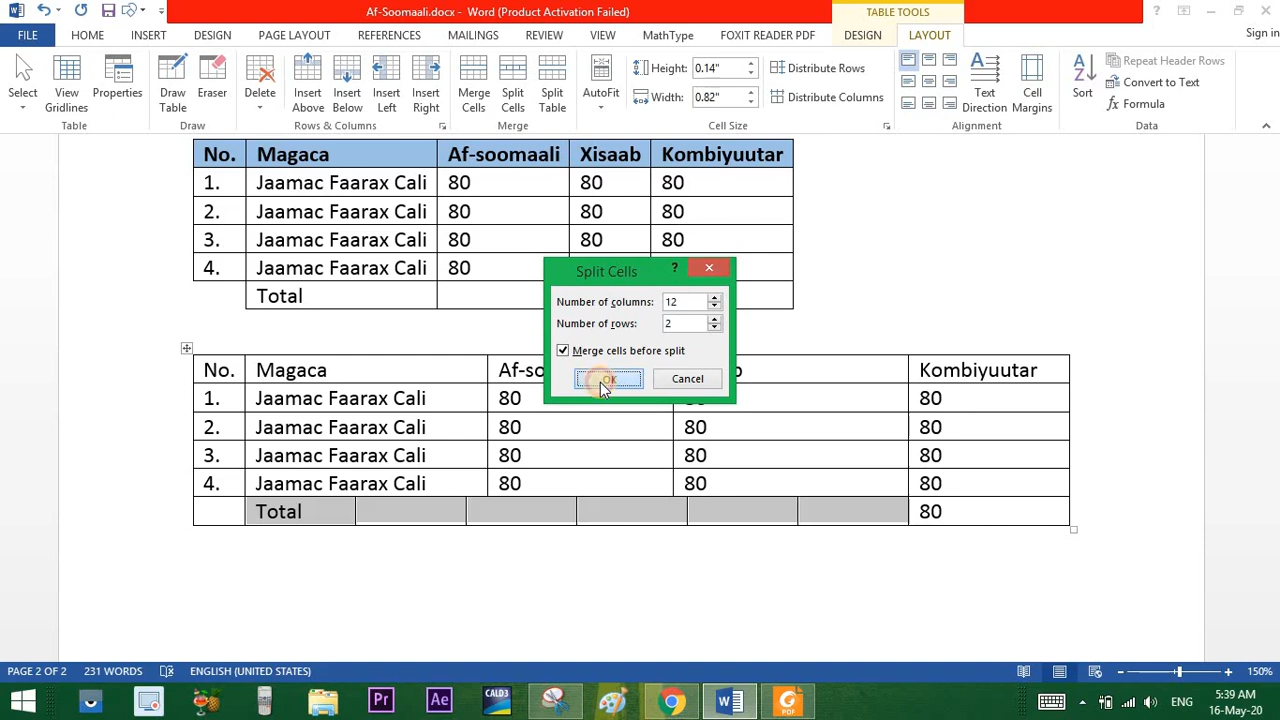 Af-Soomaali.docx - Word (Product Activation Failed)
TABLE TOOLS
FILE HOME INSERT DESIGN PAGE LAYOUT REFERENCES MAILINGS REVIEW VIEW MathType FOXIT READER PDF DESIGN LAYOUT Sign in
Select View Gridlines Properties Draw Table Eraser Delete Insert Above Insert Below Insert Left Insert Right Merge Cells Split Cells Split Table AutoFit Height: 0.14" Distribute Rows Text Direction Cell Margins Sort Repeat Header Rows
Width: 0.82" Distribute Columns Convert to Text
Formula
Table Draw Rows & Columns Merge Cell Size Alignment Data
No. Magaca Af-soomaali Xisaab Kombiyuutar
1. Jaamac Faarax Cali 80 80 80
2. Jaamac Faarax Cali 80 80 80
3. Jaamac Faarax Cali 80 80 80
4. Jaamac Faarax Cali 80
Total
Split Cells ?
Number of columns: 12
Number of rows: 2
Merge cells before split
OK Cancel
No. Magaca Af-so Kombiyuutar
1. Jaamac Faarax Cali 80 80 80
2. Jaamac Faarax Cali 80 80 80
3. Jaamac Faarax Cali 80 80 80
4. Jaamac Faarax Cali 80 80 80
Total 80
PAGE 2 OF 2 231 WORDS ENGLISH (UNITED STATES) 150%
Pr Ae CALD3 PDF ENG 5:39 AM
16-May-20